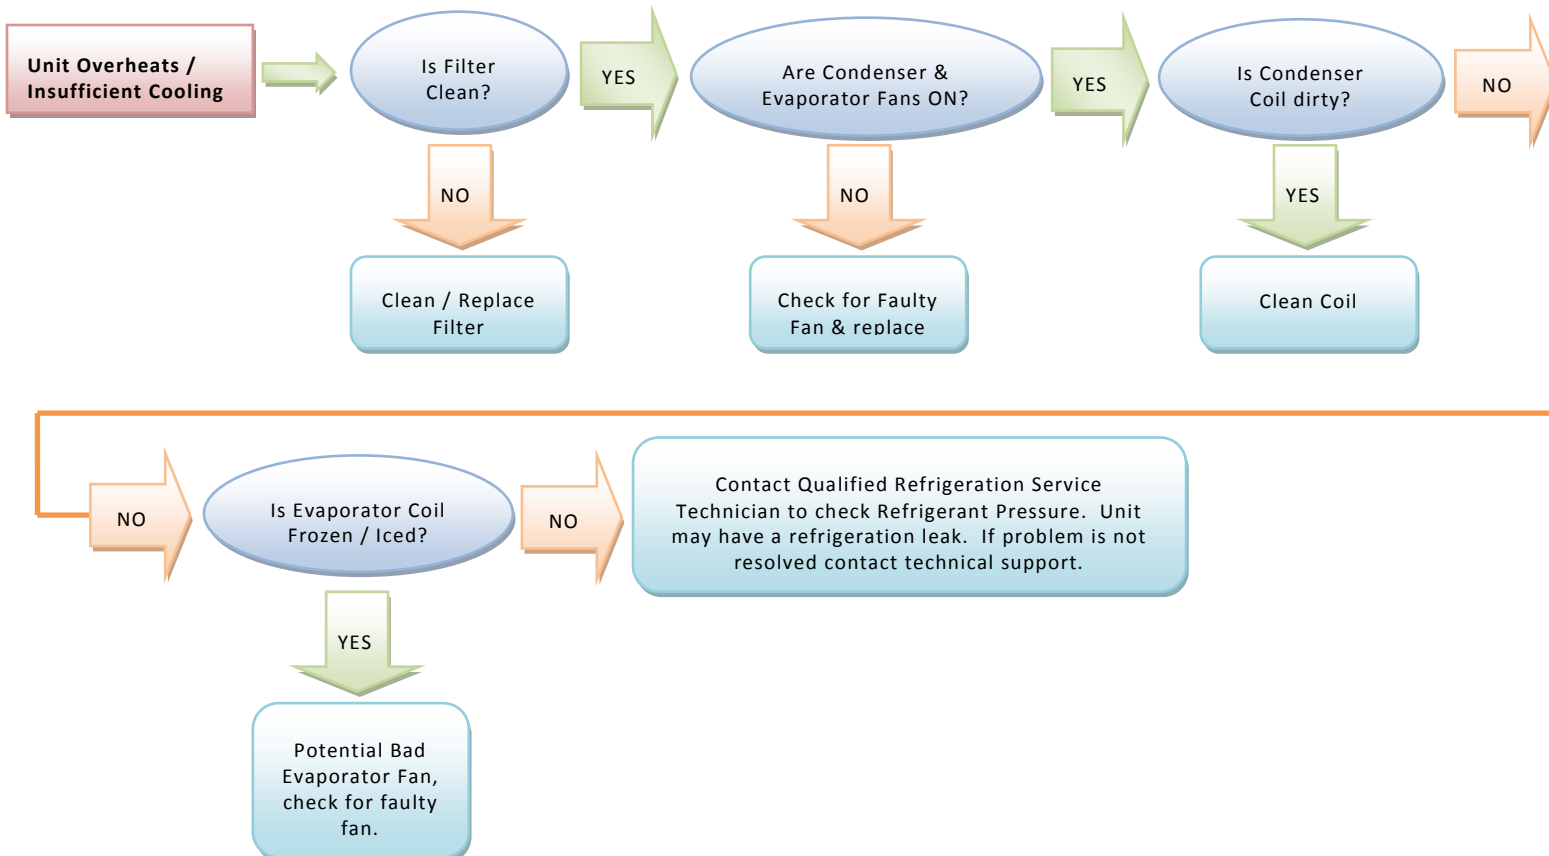 Unit Overheats /
Insufficient Cooling
Is Filter
Clean?
YES
Are Condenser &
Evaporator Fans ON?
YES
Is Condenser
Coil dirty?
NO
NO
NO
YES
Clean / Replace
Filter
Check for Faulty
Fan & replace
Clean Coil
NO
Is Evaporator Coil
Frozen / Iced?
NO
Contact Qualified Refrigeration Service
Technician to check Refrigerant Pressure.  Unit
may have a refrigeration leak.  If problem is not
resolved contact technical support.
YES
Potential Bad
Evaporator Fan,
check for faulty
fan.